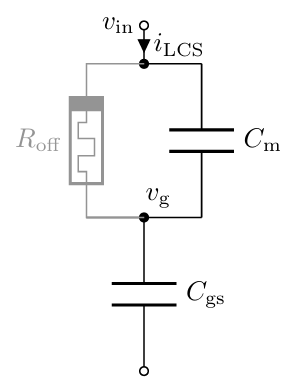 v_in
i_LCS
R_off
C_m
v_g
C_gs